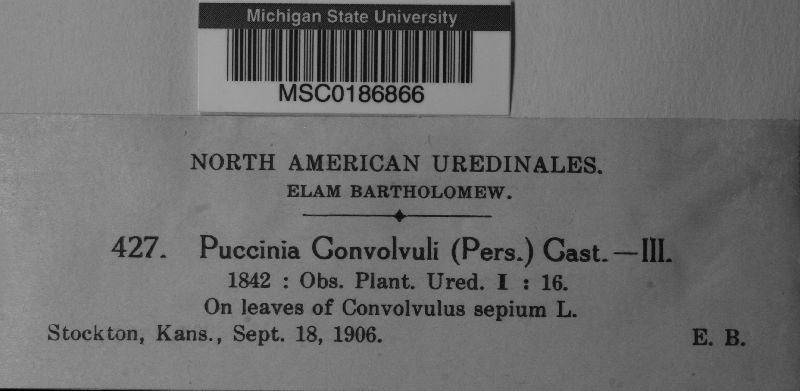 Michigan State University
MSC0186866
NORTH AMERICAN UREDINALES.
ELAM BARTHOLOMEW.
427. Puccinia Convolvuli (Pers.) Cast.—III.
1842 : Obs. Plant. Ured. I : 16.
On leaves of Convolvulus sepium L.
Stockton, Kans., Sept. 18, 1906. E. B.